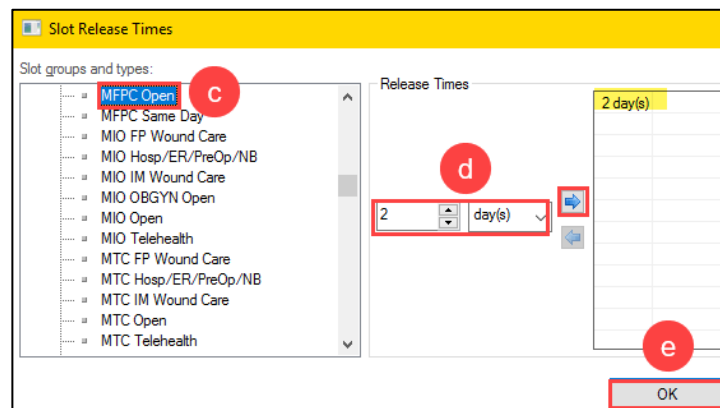 Slot Release Times
Slot groups and types:
MFPC Open
c
MFPC Same Day
MIO FP Wound Care
MIO Hosp/ER/PreOp/NB
MIO IM Wound Care
MIO OBGYN Open
MIO Open
MIO Telehealth
MTC FP Wound Care
MTC Hosp/ER/PreOp/NB
MTC IM Wound Care
MTC Open
MTC Telehealth
Release Times
d
2 day(s)
2 day(s)
e
OK